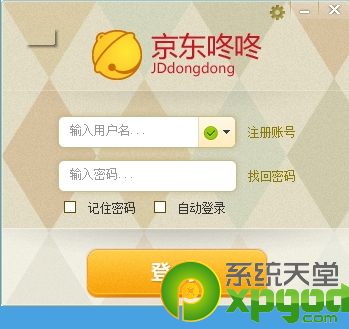 京东咚咚
JDdongdong
输入用户名...
注册账号
输入密码...
找回密码
记住密码
自动登录
登
系统天堂
xpgod